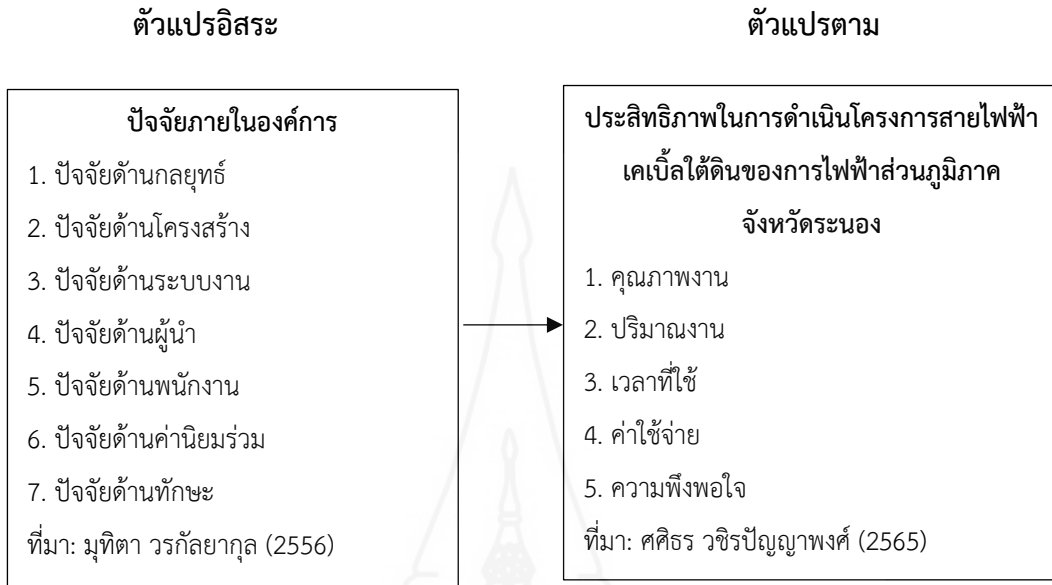 ตัวแปรอิสระ
ตัวแปรตาม
ปัจจัยภายในองค์การ
1. ปัจจัยด้านกลยุทธ์
2. ปัจจัยด้านโครงสร้าง
3. ปัจจัยด้านระบบงาน
4. ปัจจัยด้านผู้นำ
5. ปัจจัยด้านพนักงาน
6. ปัจจัยด้านค่านิยมร่วม
7. ปัจจัยด้านทักษะ
ที่มา: มุทิตา วรกัลยากุล (2556)
ประสิทธิภาพในการดำเนินโครงการสายไฟฟ้า
เคเบิ้ลใต้ดินของการไฟฟ้าส่วนภูมิภาค
จังหวัดระนอง
1. คุณภาพงาน
2. ปริมาณงาน
3. เวลาที่ใช้
4. ค่าใช้จ่าย
5. ความพึงพอใจ
ที่มา: ศศิธร วชิรปัญญาพงศ์ (2565)